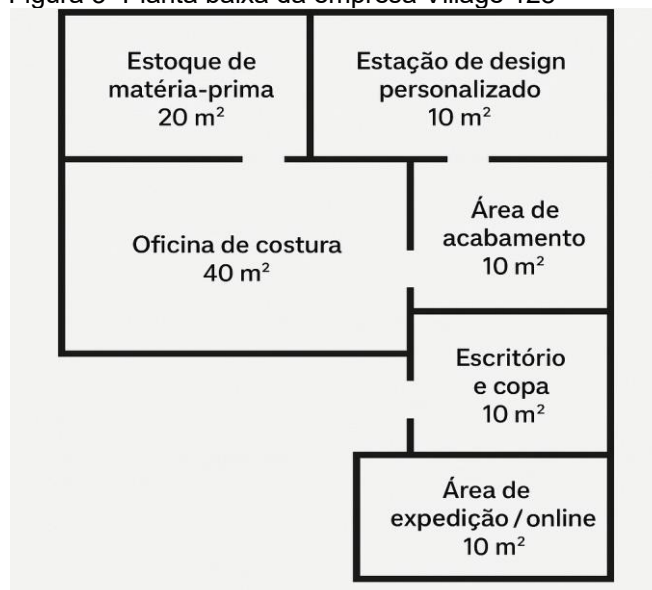 Estoque de
matéria-prima
20 m²
Estação de design
personalizado
10 m²
Oficina de costura
40 m²
Área de
acabamento
10 m²
Escritório
e copa
10 m²
Área de
expedição / online
10 m²